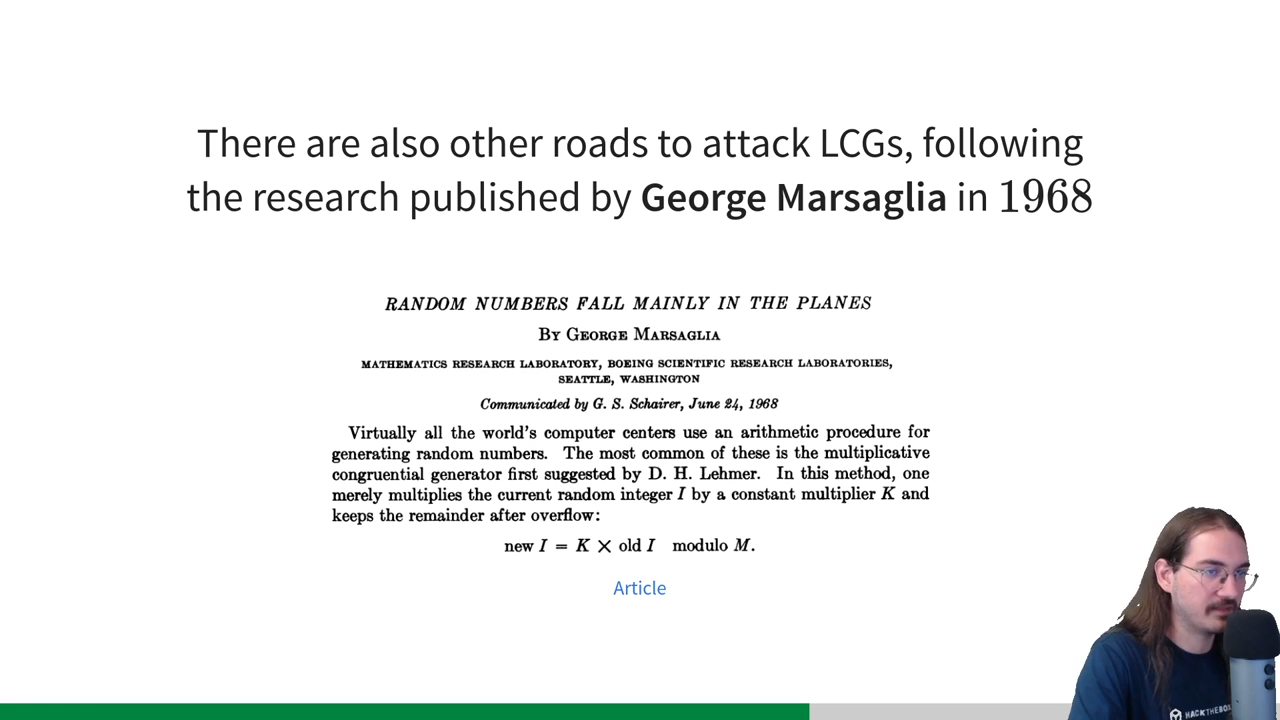 There are also other roads to attack LCGs, following
the research published by George Marsaglia in 1968
RANDOM NUMBERS FALL MAINLY IN THE PLANES
BY GEORGE MARSAGLIA
MATHEMATICS RESEARCH LABORATORY, BOEING SCIENTIFIC RESEARCH LABORATORIES,
SEATTLE, WASHINGTON
Communicated by G. S. Schairer, June 24, 1968
Virtually all the world's computer centers use an arithmetic procedure for
generating random numbers. The most common of these is the multiplicative
congruential generator first suggested by D. H. Lehmer. In this method, one
merely multiplies the current random integer I by a constant multiplier K and
keeps the remainder after overflow:
new I = K × old I modulo M.
Article
HACKTHEBOX